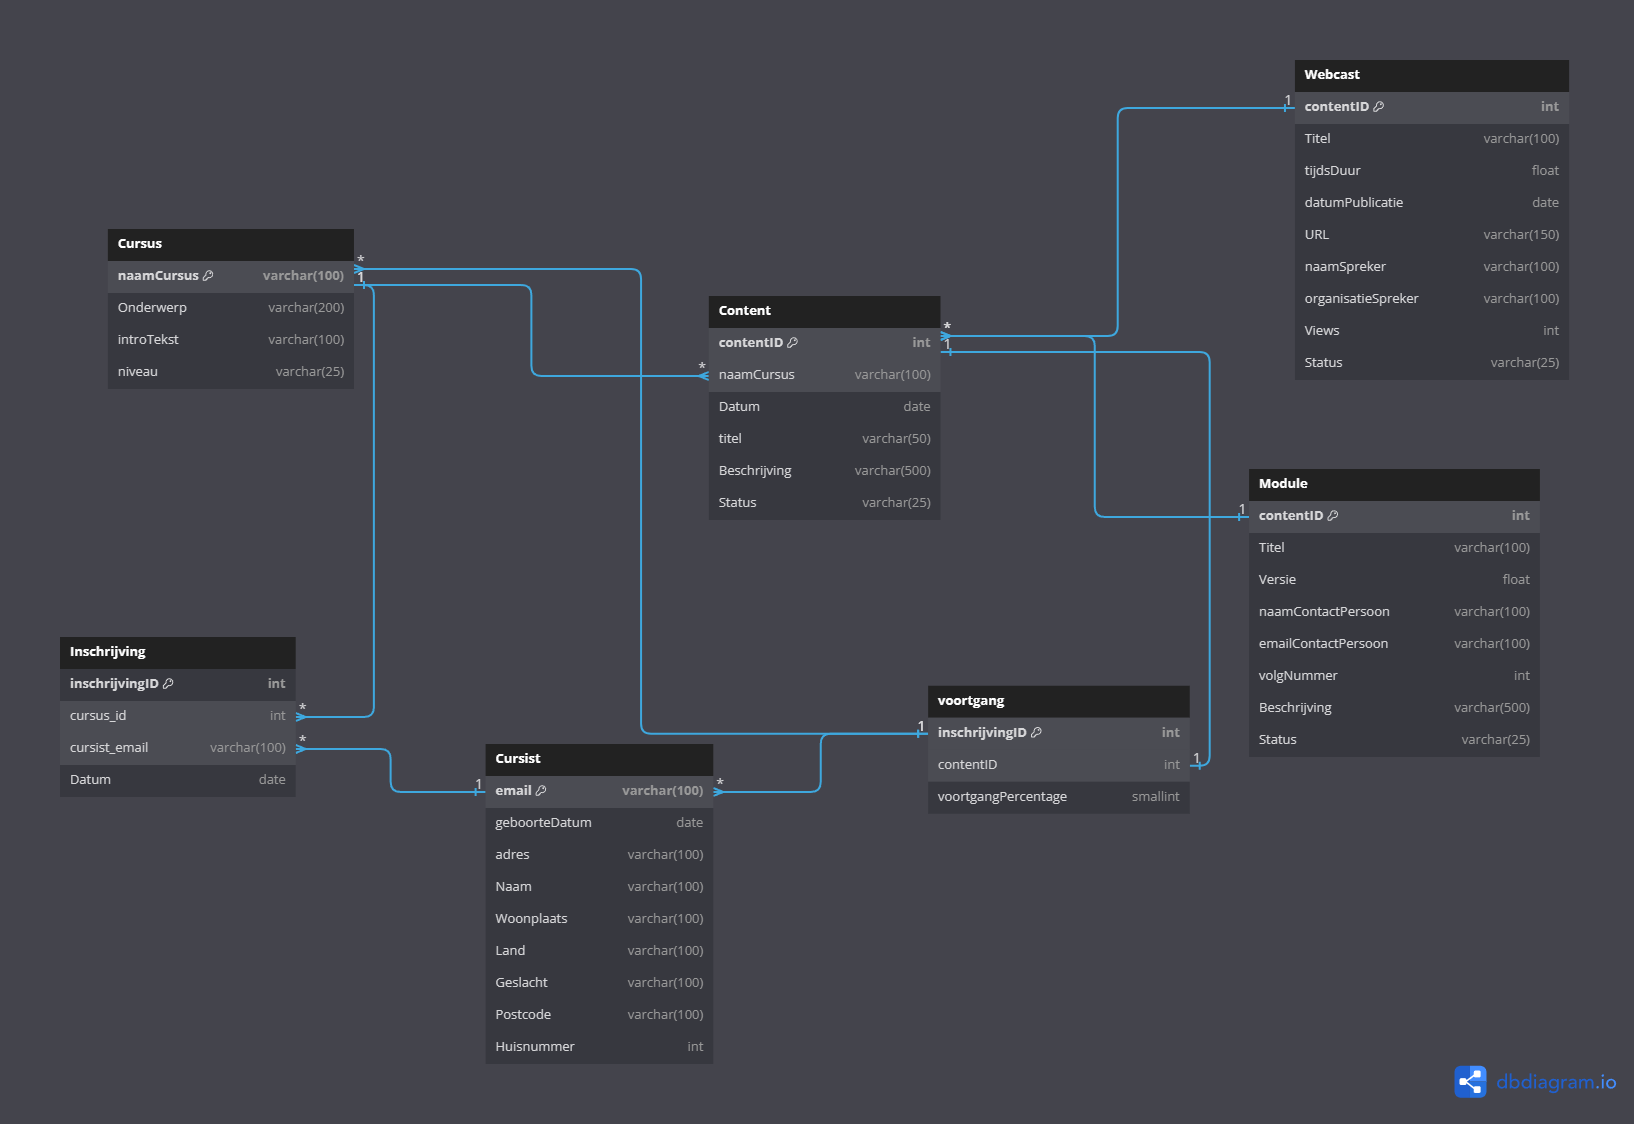 Webcast
contentID int
Titel varchar(100)
tijdsDuur float
datumPublicatie date
URL varchar(150)
naamSpreker varchar(100)
organisatieSpreker varchar(100)
Views int
Status varchar(25)
1
Cursus
naamCursus varchar(100)
Onderwerp varchar(200)
introTekst varchar(100)
niveau varchar(25)
*
1
Content
contentID int
naamCursus varchar(100)
Datum date
titel varchar(50)
Beschrijving varchar(500)
Status varchar(25)
*
*
1
Module
contentID int
Titel varchar(100)
Versie float
naamContactPersoon varchar(100)
emailContactPersoon varchar(100)
volgNummer int
Beschrijving varchar(500)
Status varchar(25)
1
Inschrijving
inschrijvingID int
cursus_id int
cursist_email varchar(100)
Datum date
*
*
voortgang
inschrijvingID int
contentID int
voortgangPercentage smallint
1
1
Cursist
email varchar(100)
geboorteDatum date
adres varchar(100)
Naam varchar(100)
Woonplaats varchar(100)
Land varchar(100)
Geslacht varchar(100)
Postcode varchar(100)
Huisnummer int
1
*
dbdiagram.io